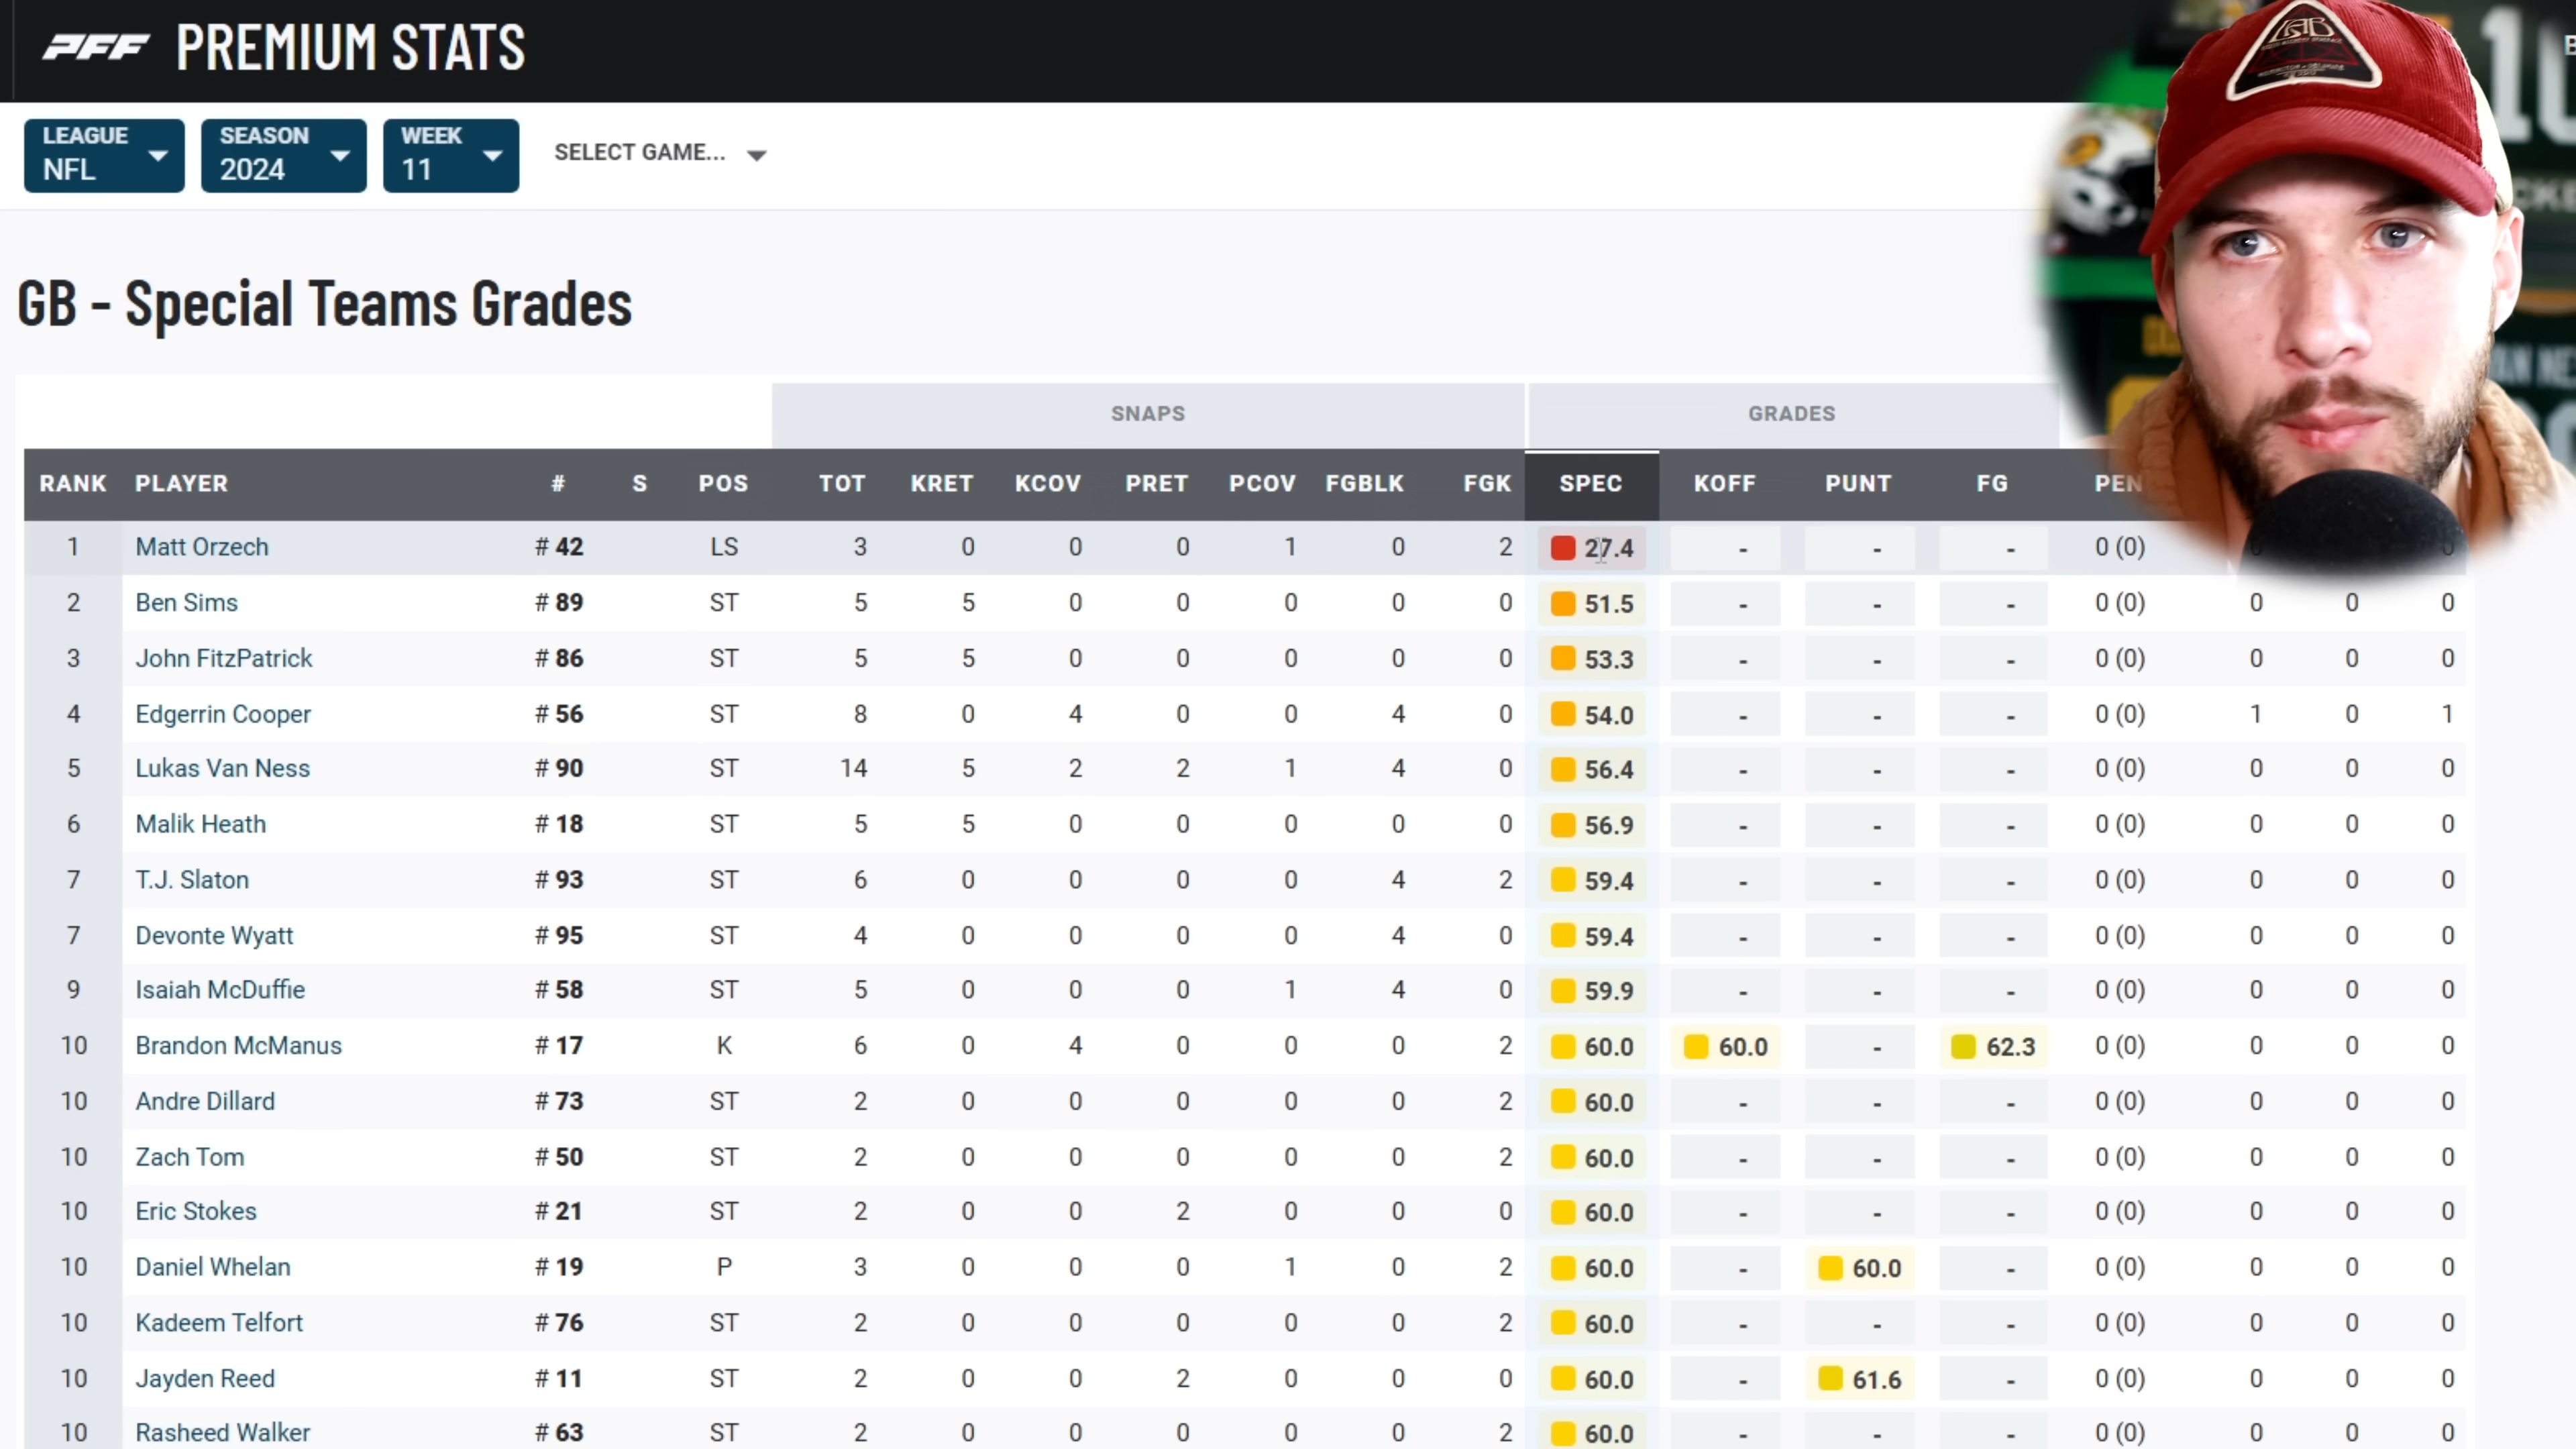 PFF PREMIUM STATS
LEAGUE NFL SEASON 2024 WEEK 11 SELECT GAME...
GB - Special Teams Grades
SNAPS GRADES
RANK PLAYER # S POS TOT KRET KCOV PRET PCOV FGBLK FGK SPEC KOFF PUNT FG PEN
1 Matt Orzech # 42 LS 3 0 0 0 1 0 2 27.4 - - - 0 (0)
2 Ben Sims # 89 ST 5 5 0 0 0 0 0 51.5 - - - 0 (0) 0 0 0
3 John FitzPatrick # 86 ST 5 5 0 0 0 0 0 53.3 - - - 0 (0) 0 0 0
4 Edgerrin Cooper # 56 ST 8 0 4 0 0 4 0 54.0 - - - 0 (0) 1 0 1
5 Lukas Van Ness # 90 ST 14 5 2 2 1 4 0 56.4 - - - 0 (0) 0 0 0
6 Malik Heath # 18 ST 5 5 0 0 0 0 0 56.9 - - - 0 (0) 0 0 0
7 T.J. Slaton # 93 ST 6 0 0 0 0 4 2 59.4 - - - 0 (0) 0 0 0
7 Devonte Wyatt # 95 ST 4 0 0 0 0 4 0 59.4 - - - 0 (0) 0 0 0
9 Isaiah McDuffie # 58 ST 5 0 0 0 1 4 0 59.9 - - - 0 (0) 0 0 0
10 Brandon McManus # 17 K 6 0 4 0 0 0 2 60.0 60.0 - 62.3 0 (0) 0 0 0
10 Andre Dillard # 73 ST 2 0 0 0 0 0 2 60.0 - - - 0 (0) 0 0 0
10 Zach Tom # 50 ST 2 0 0 0 0 0 2 60.0 - - - 0 (0) 0 0 0
10 Eric Stokes # 21 ST 2 0 0 2 0 0 0 60.0 - - - 0 (0) 0 0 0
10 Daniel Whelan # 19 P 3 0 0 0 1 0 2 60.0 - 60.0 - 0 (0) 0 0 0
10 Kadeem Telfort # 76 ST 2 0 0 0 0 0 2 60.0 - - - 0 (0) 0 0 0
10 Jayden Reed # 11 ST 2 0 0 2 0 0 0 60.0 - 61.6 - 0 (0) 0 0 0
10 Rasheed Walker # 63 ST 2 0 0 0 0 0 2 60.0 - - - 0 (0) 0 0 0